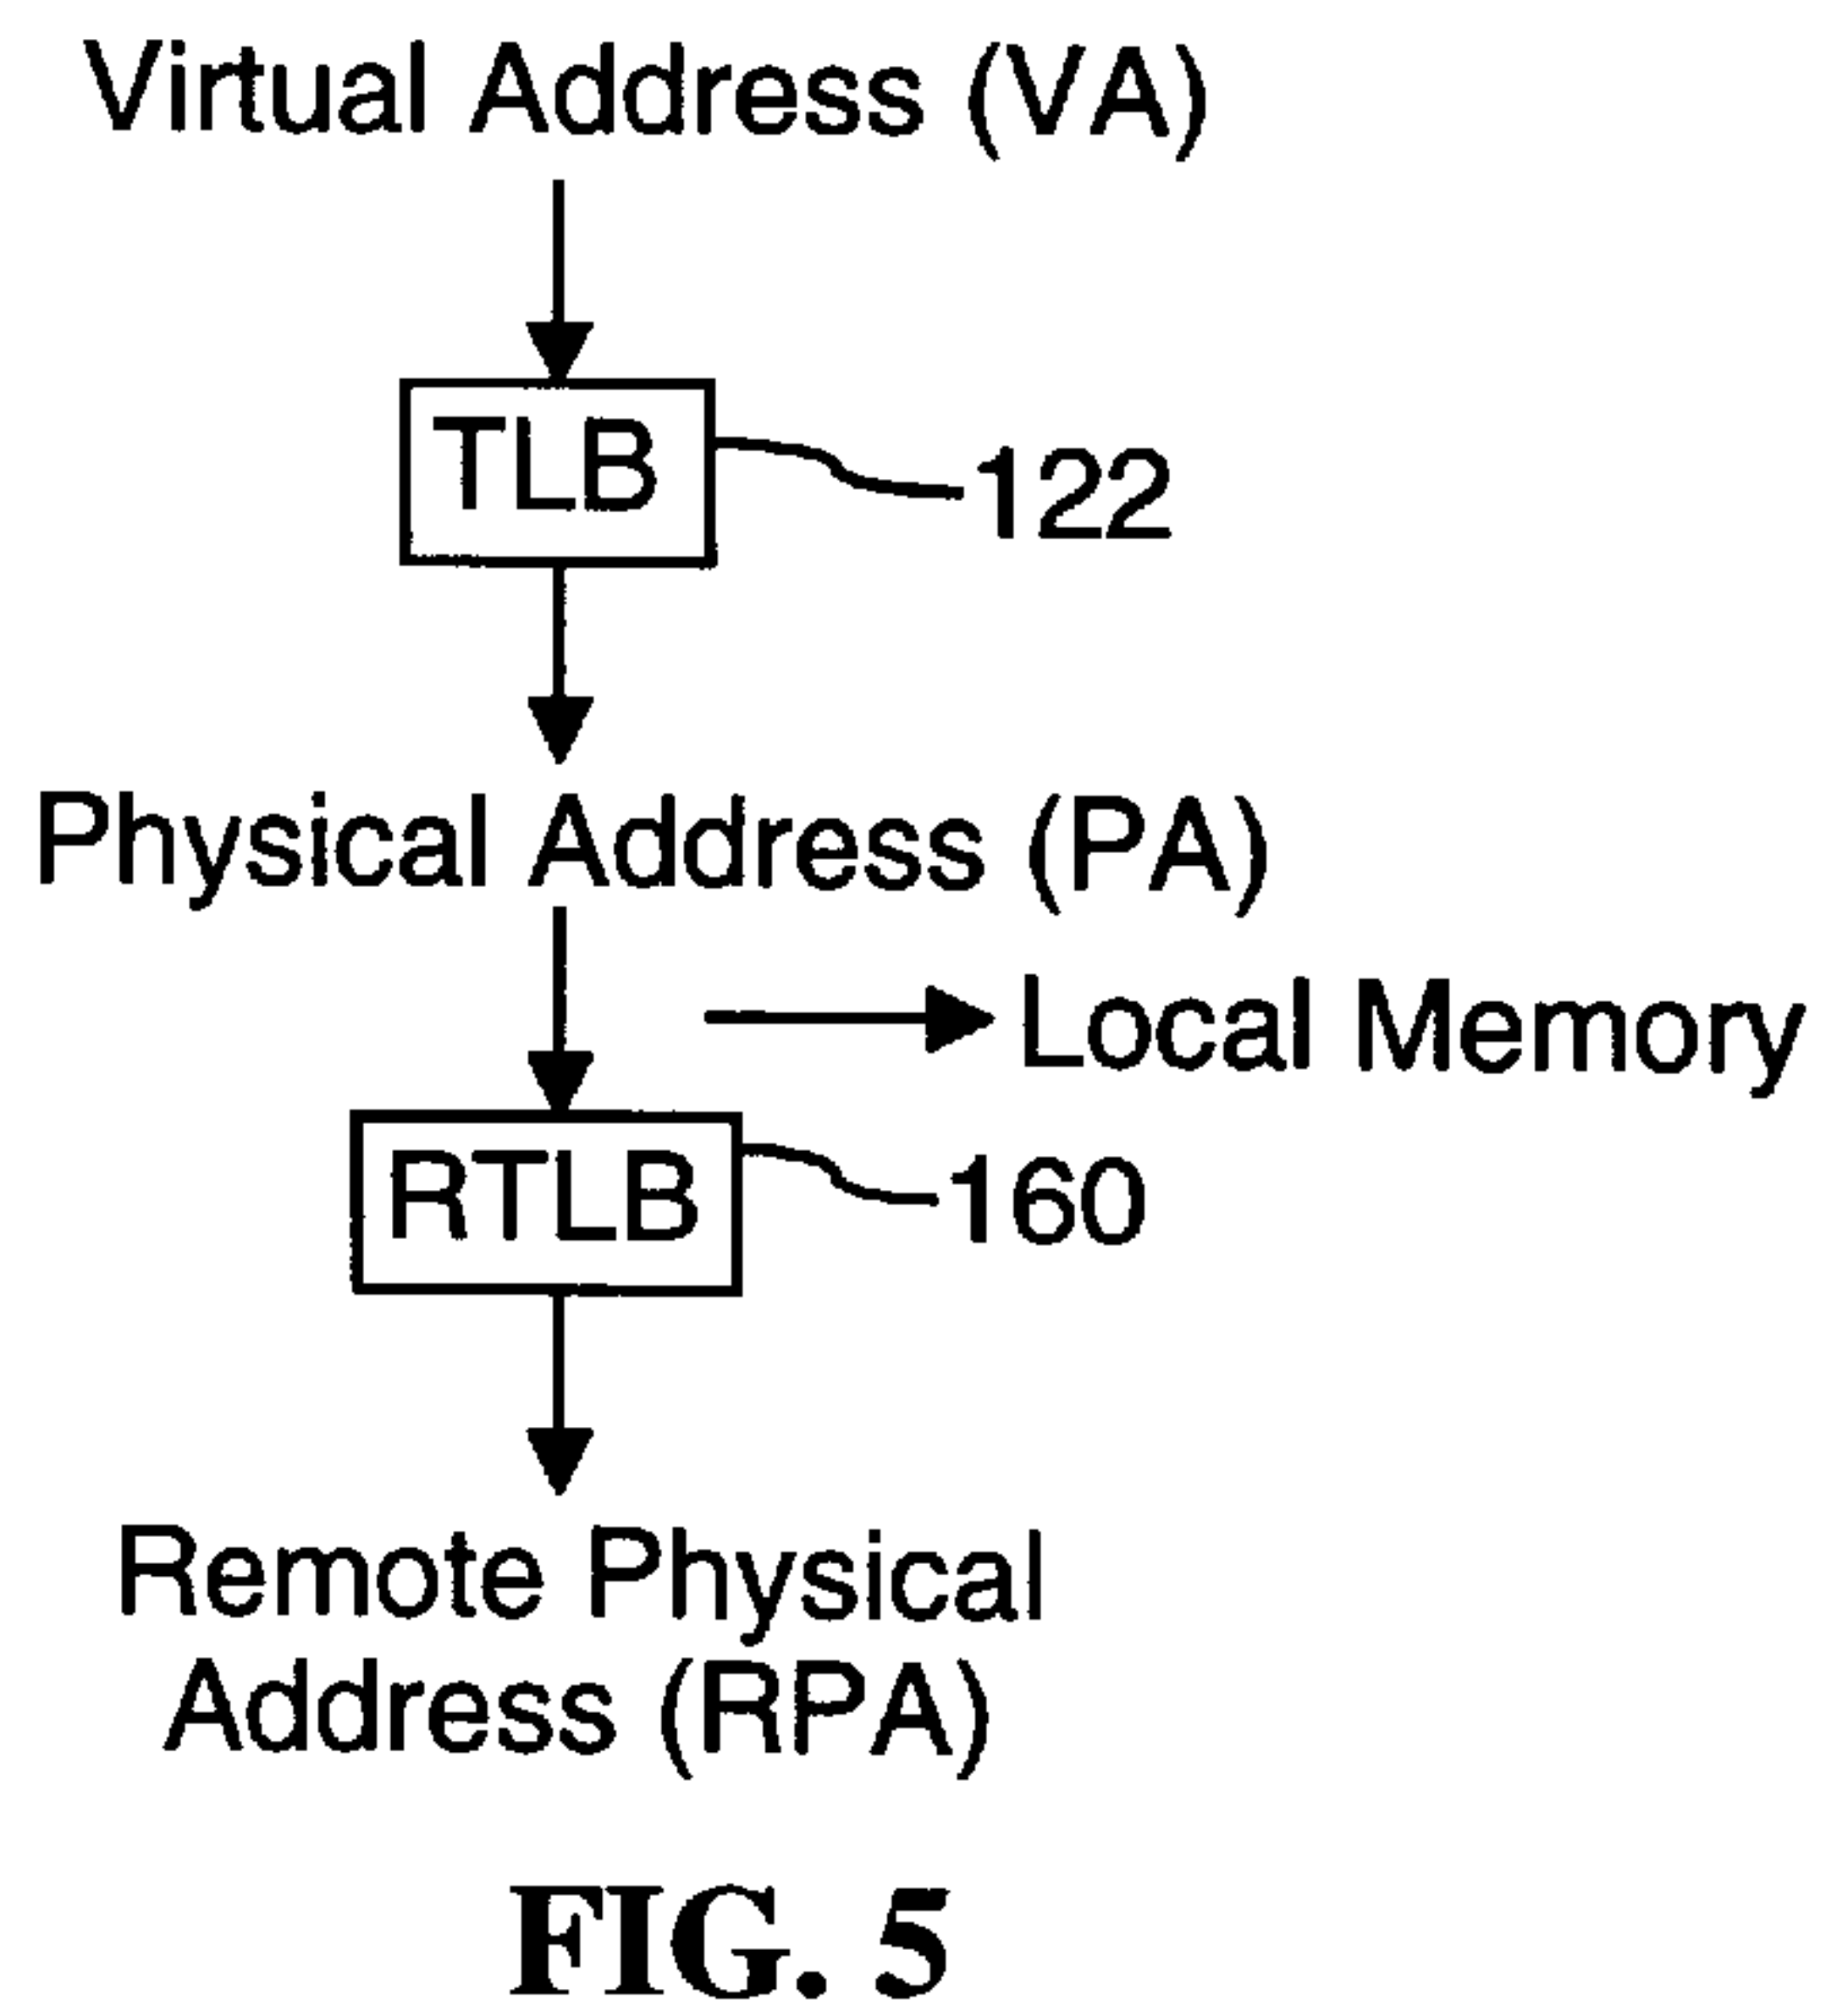 Virtual Address (VA)
TLB
122
Physical Address (PA)
Local Memory
RTLB
160
Remote Physical
Address (RPA)
FIG. 5